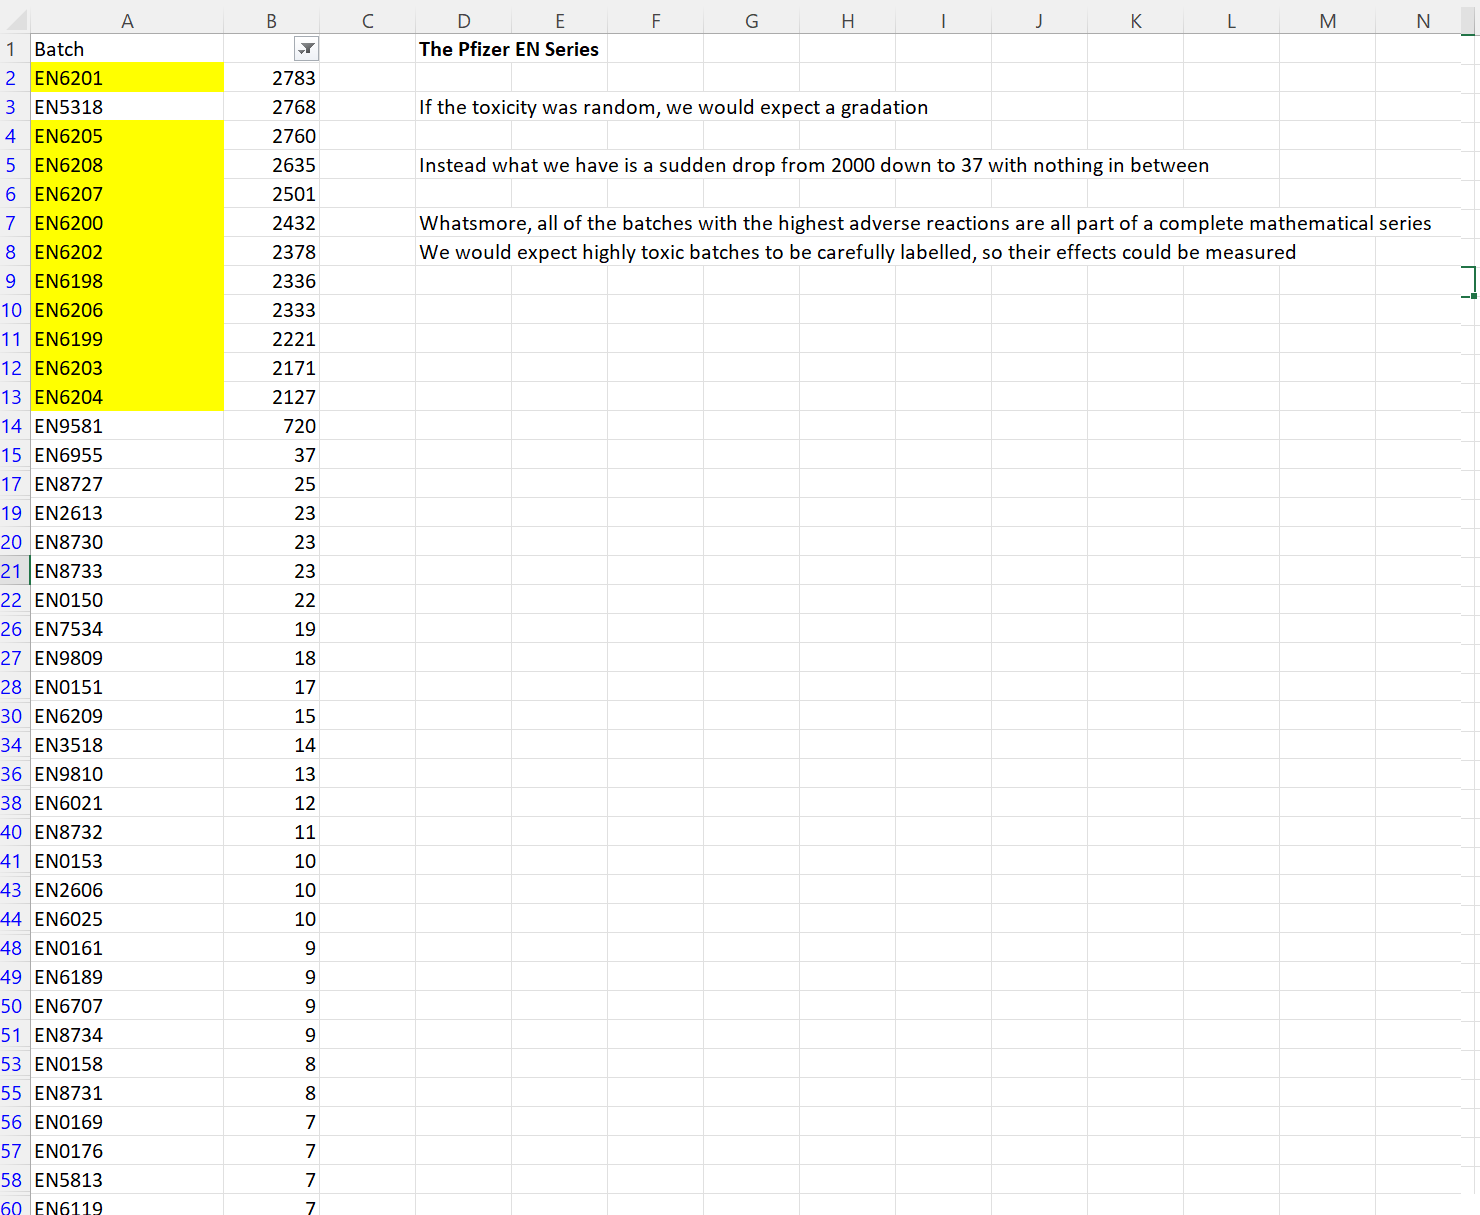 A B C D E F G H I J K L M N
1 Batch The Pfizer EN Series
2 EN6201 2783
3 EN5318 2768 If the toxicity was random, we would expect a gradation
4 EN6205 2760
5 EN6208 2635 Instead what we have is a sudden drop from 2000 down to 37 with nothing in between
6 EN6207 2501
7 EN6200 2432 Whatsmore, all of the batches with the highest adverse reactions are all part of a complete mathematical series
8 EN6202 2378 We would expect highly toxic batches to be carefully labelled, so their effects could be measured
9 EN6198 2336
10 EN6206 2333
11 EN6199 2221
12 EN6203 2171
13 EN6204 2127
14 EN9581 720
15 EN6955 37
17 EN8727 25
19 EN2613 23
20 EN8730 23
21 EN8733 23
22 EN0150 22
26 EN7534 19
27 EN9809 18
28 EN0151 17
30 EN6209 15
34 EN3518 14
36 EN9810 13
38 EN6021 12
40 EN8732 11
41 EN0153 10
43 EN2606 10
44 EN6025 10
48 EN0161 9
49 EN6189 9
50 EN6707 9
51 EN8734 9
53 EN0158 8
55 EN8731 8
56 EN0169 7
57 EN0176 7
58 EN5813 7
60 EN6119 7